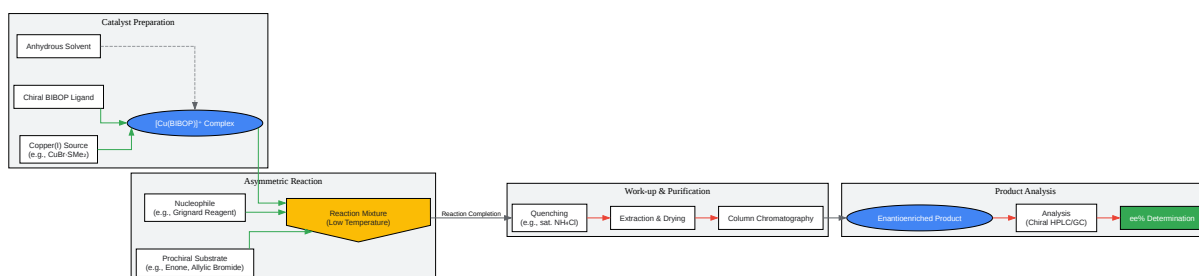 Catalyst Preparation
Anhydrous Solvent
Chiral BIBOP Ligand
[Cu(BIBOP)]⁺ Complex
Copper(I) Source
(e.g., CuBr·SMe₂)
Asymmetric Reaction
Nucleophile
(e.g., Grignard Reagent)
Reaction Mixture
(Low Temperature)
Prochiral Substrate
(e.g., Enone, Allylic Bromide)
Reaction Completion
Work-up & Purification
Quenching
(e.g., sat. NH₄Cl)
Extraction & Drying
Column Chromatography
Product Analysis
Enantioenriched Product
Analysis
(Chiral HPLC/GC)
ee% Determination